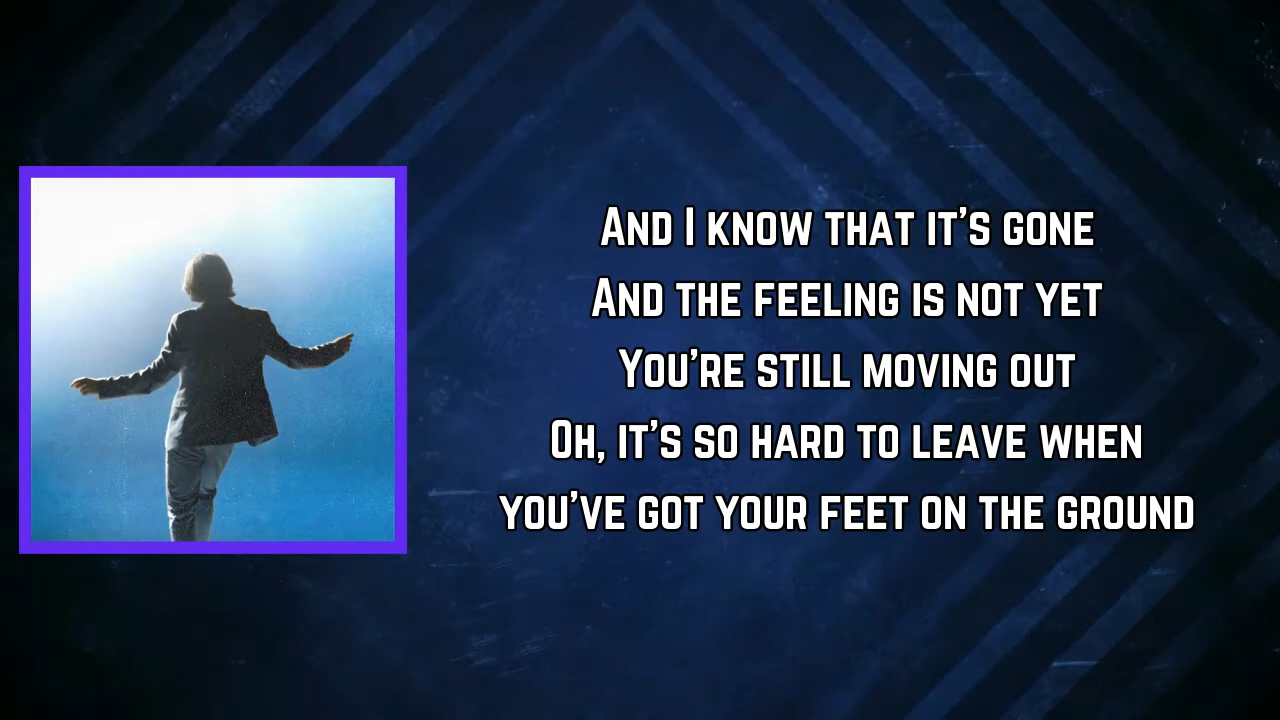 And I know that it's gone
And the feeling is not yet
You're still moving out
Oh, it's so hard to leave when
you've got your feet on the ground